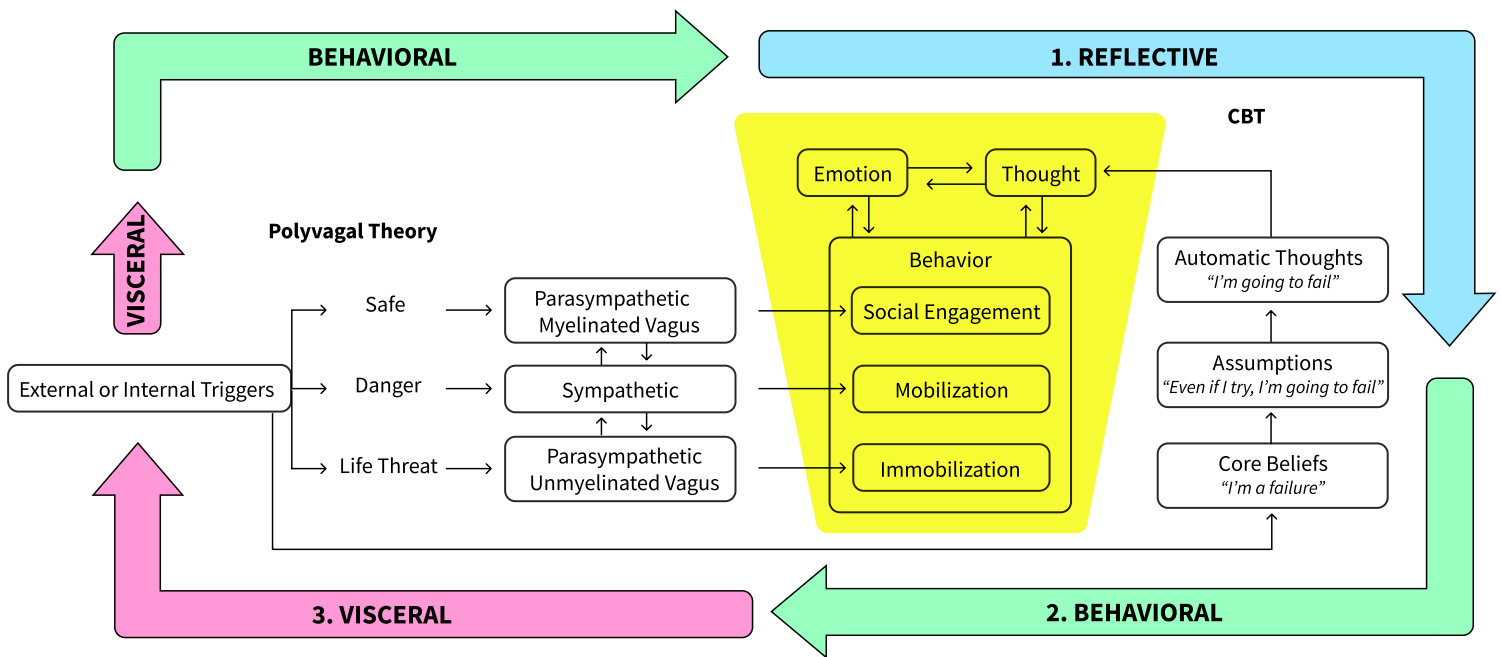 BEHAVIORAL
1. REFLECTIVE
CBT
VISCERAL
Polyvagal Theory
Emotion
Thought
External or Internal Triggers
Safe
Danger
Life Threat
Parasympathetic
Myelinated Vagus
Sympathetic
Parasympathetic
Unmyelinated Vagus
Behavior
Social Engagement
Mobilization
Immobilization
Automatic Thoughts
“I’m going to fail”
Assumptions
“Even if I try, I’m going to fail”
Core Beliefs
“I’m a failure”
3. VISCERAL
2. BEHAVIORAL